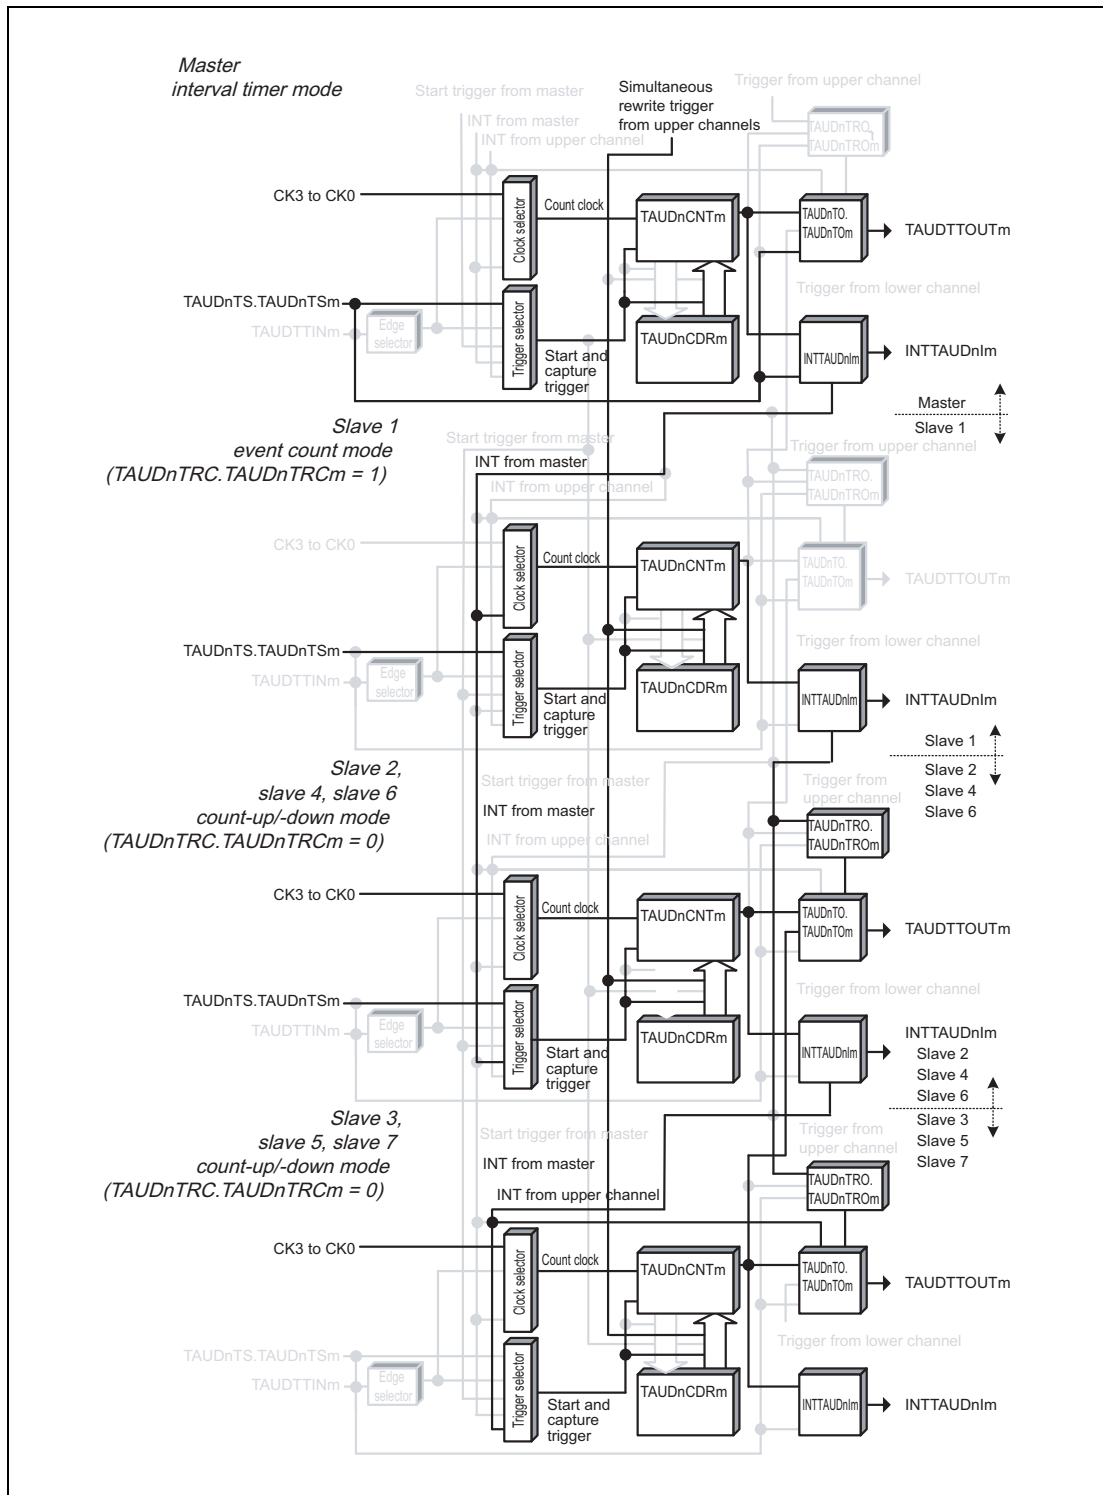 Master
interval timer mode
Start trigger from master
INT from master
INT from upper channel
Simultaneous
rewrite trigger
from upper channels
Trigger from upper channel
TAUDnTRO.
TAUDnTROm
CK3 to CK0
Clock selector
Count clock
TAUDnCNTm
TAUDnTO.
TAUDnTOm
TAUDTTOUTm
Trigger from lower channel
TAUDnTS.TAUDnTSm
TAUDTTINm
Edge
selector
Trigger selector
Start and
capture
trigger
TAUDnCDRm
INTTAUDnIm
INTTAUDnIm
Master
Slave 1
Slave 1
event count mode
(TAUDnTRC.TAUDnTRCm = 1)
Start trigger from master
INT from master
INT from upper channel
Trigger from upper channel
TAUDnTRO.
TAUDnTROm
CK3 to CK0
Clock selector
Count clock
TAUDnCNTm
TAUDnTO.
TAUDnTOm
TAUDTTOUTm
Trigger from lower channel
TAUDnTS.TAUDnTSm
TAUDTTINm
Edge
selector
Trigger selector
Start and
capture
trigger
TAUDnCDRm
INTTAUDnIm
INTTAUDnIm
Slave 1
Slave 2
Slave 4
Slave 6
Slave 2,
slave 4, slave 6
count-up/-down mode
(TAUDnTRC.TAUDnTRCm = 0)
Start trigger from master
INT from master
INT from upper channel
Trigger from
upper channel
TAUDnTRO.
TAUDnTROm
CK3 to CK0
Clock selector
Count clock
TAUDnCNTm
TAUDnTO.
TAUDnTOm
TAUDTTOUTm
Trigger from lower channel
TAUDnTS.TAUDnTSm
TAUDTTINm
Edge
selector
Trigger selector
Start and
capture
trigger
TAUDnCDRm
INTTAUDnIm
INTTAUDnIm
Slave 2
Slave 4
Slave 6
Slave 3
Slave 5
Slave 7
Slave 3,
slave 5, slave 7
count-up/-down mode
(TAUDnTRC.TAUDnTRCm = 0)
Start trigger from master
INT from master
INT from upper channel
Trigger from
upper channel
TAUDnTRO.
TAUDnTROm
CK3 to CK0
Clock selector
Count clock
TAUDnCNTm
TAUDnTO.
TAUDnTOm
TAUDTTOUTm
Trigger from lower channel
TAUDnTS.TAUDnTSm
TAUDTTINm
Edge
selector
Trigger selector
Start and
capture
trigger
TAUDnCDRm
INTTAUDnIm
INTTAUDnIm